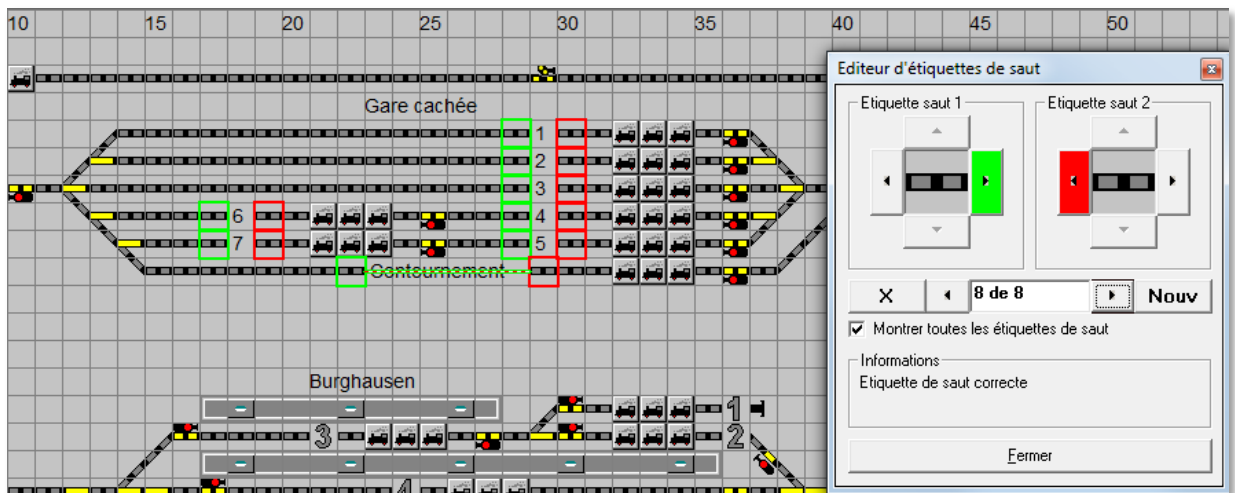 10 15 20 25 30 35 40 45 50
Editeur d'étiquettes de saut
Etiquette saut 1
Etiquette saut 2
Gare cachée
1
2
3
6 4
7 5
Contournement
X 8 de 8 Nouv
Montrer toutes les étiquettes de saut
Informations
Etiquette de saut correcte
Fermer
Burghausen
1
3 2
4